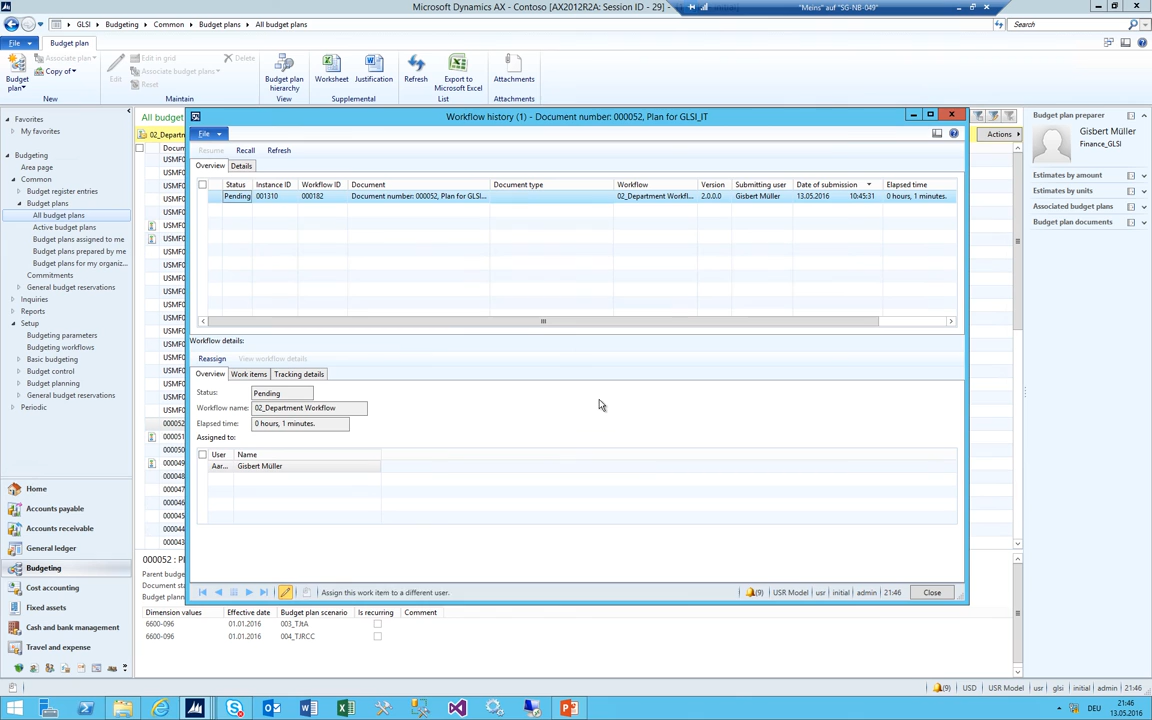 Microsoft Dynamics AX - Contoso [AX2012R2A: Session ID - 29] -
"Meins" auf "SG-NB-049"
GLSI
Budgeting
Common
Budget plans
All budget plans
Search
File
Budget plan
Budget plan
Associate plan
Copy of
New
Edit
Edit in grid
Associate budget plans
Reset
Delete
Maintain
Budget plan hierarchy
View
Worksheet
Justification
Supplemental
Refresh
Export to Microsoft Excel
List
Attachments
Attachments
Favorites
My favorites
Budgeting
Area page
Common
Budget register entries
Budget plans
All budget plans
Active budget plans
Budget plans assigned to me
Budget plans prepared by me
Budget plans for my organiz...
Commitments
General budget reservations
Inquiries
Reports
Setup
Budgeting parameters
Budgeting workflows
Basic budgeting
Budget control
Budget planning
General budget reservations
Periodic
Home
Accounts payable
Accounts receivable
General ledger
Budgeting
Cost accounting
Fixed assets
Cash and bank management
Travel and expense
Actions
Workflow history (1) - Document number: 000052, Plan for GLSI_IT
File
Resume
Recall
Refresh
Overview
Details
Status
Instance ID
Workflow ID
Document
Document type
Workflow
Version
Submitting user
Date of submission
Elapsed time
Pending
001310
000182
Document number: 000052, Plan for GLSI...
02_Department Workfl...
2.0.0.0
Gisbert Müller
13.05.2016
10:45:31
0 hours, 1 minutes.
Workflow details:
Reassign
View workflow details
Overview
Work items
Tracking details
Status:
Pending
Workflow name:
02_Department Workflow
Elapsed time:
0 hours, 1 minutes.
Assigned to:
User
Name
Aar...
Gisbert Müller
Assign this work item to a different user.
(9)
USR Model
usr
initial
admin
21:46
Close
Dimension values
Effective date
Budget plan scenario
Is recurring
Comment
6600-096
01.01.2016
003_TJtA
6600-096
01.01.2016
004_TJRCC
Budget plan preparer
Gisbert Müller
Finance_GLSI
Estimates by amount
Estimates by units
Associated budget plans
Budget plan documents
(9)
USD
USR Model
usr
glsi
initial
admin
21:46
DEU
21:46
13.05.2016